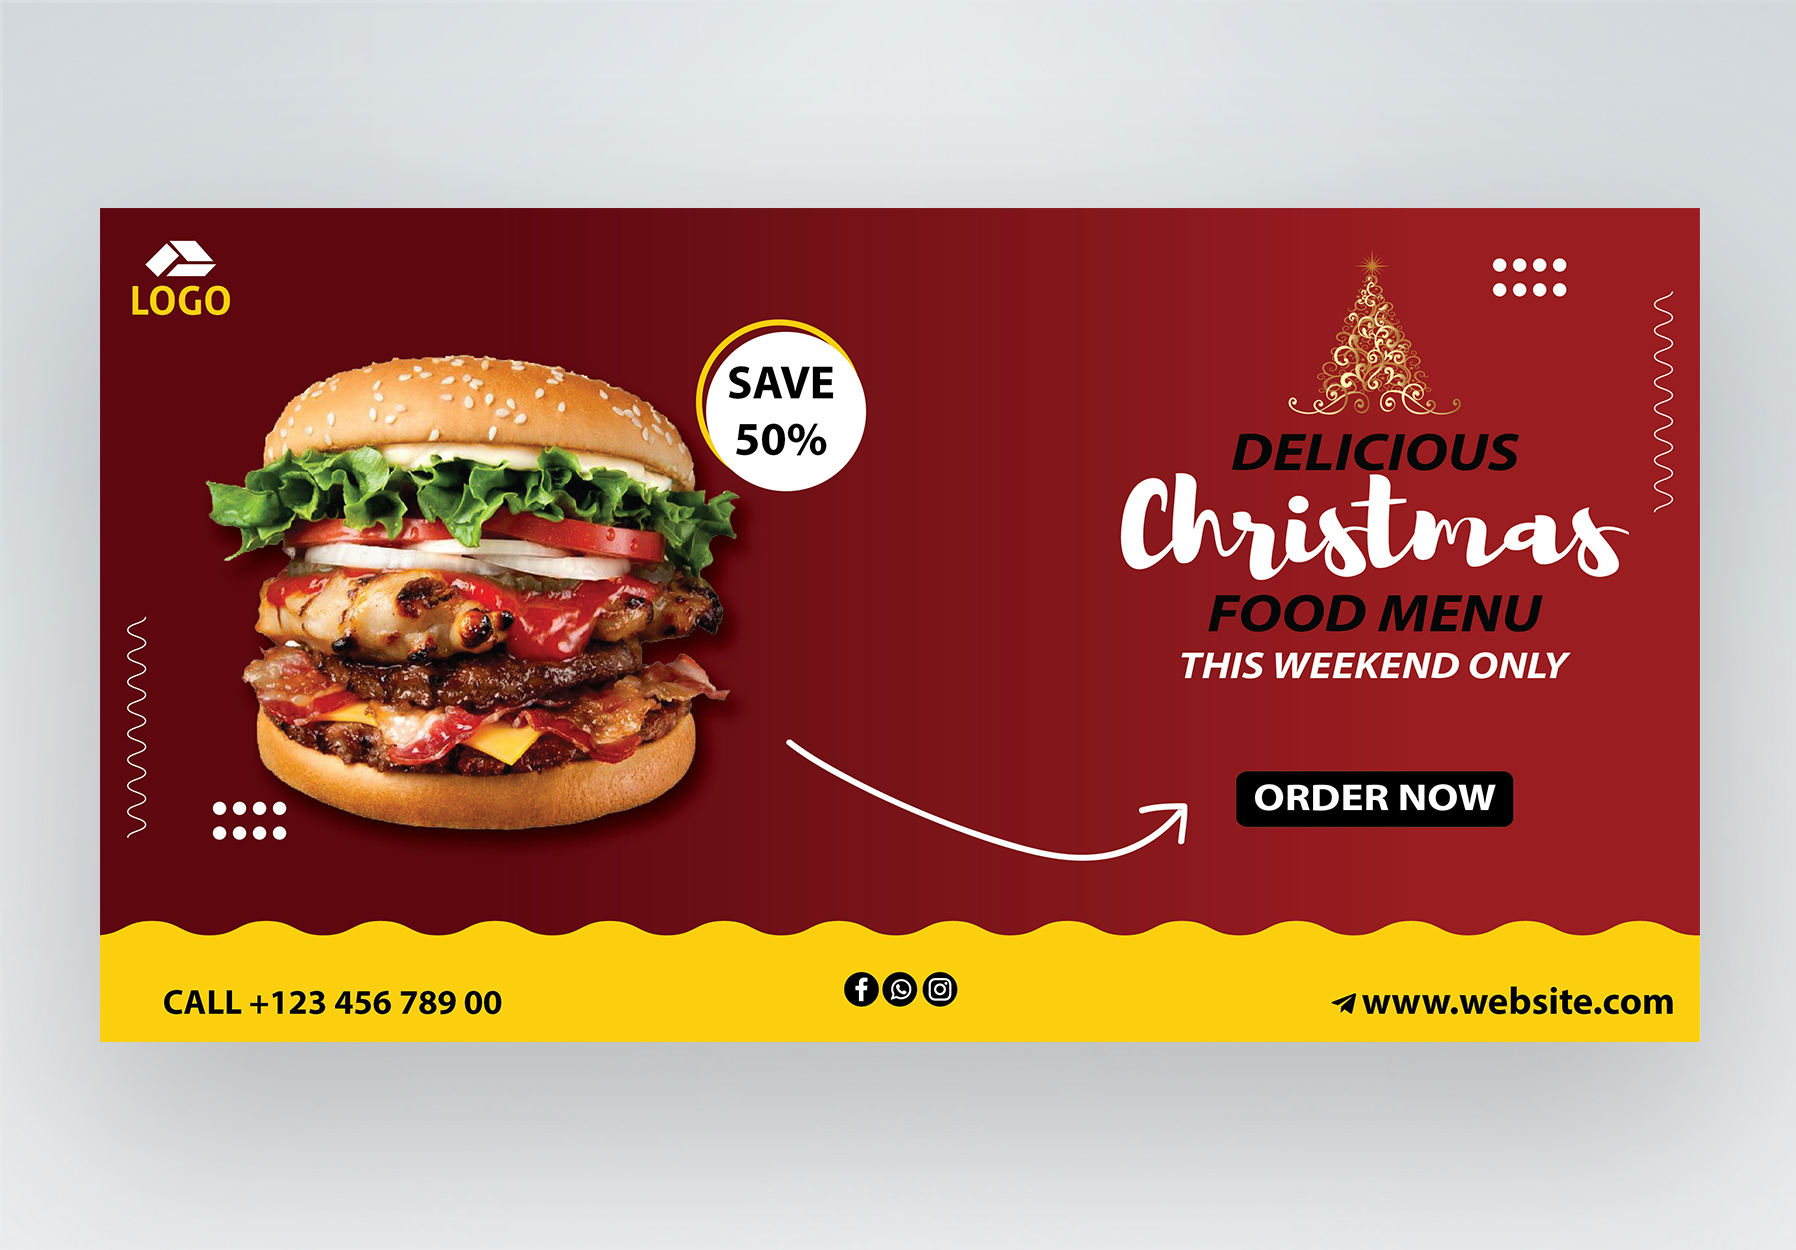 LOGO
SAVE
50%
DELICIOUS
Christmas
FOOD MENU
THIS WEEKEND ONLY
ORDER NOW
CALL +123 456 789 00
www.website.com